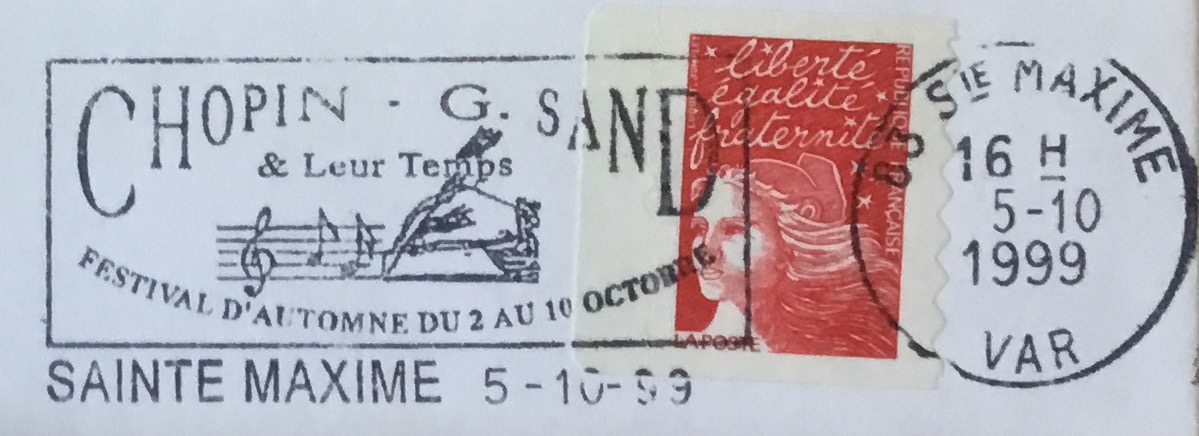 CHOPIN - G. SAND
& Leur Temps
FESTIVAL D'AUTOMNE DU 2 AU 10 OCTOBRE
SAINTE MAXIME 5-10-99
liberté
égalité
fraternité
RÉPUBLIQUE FRANÇAISE
LA POSTE
STE MAXIME
16 H
5-10
1999
VAR